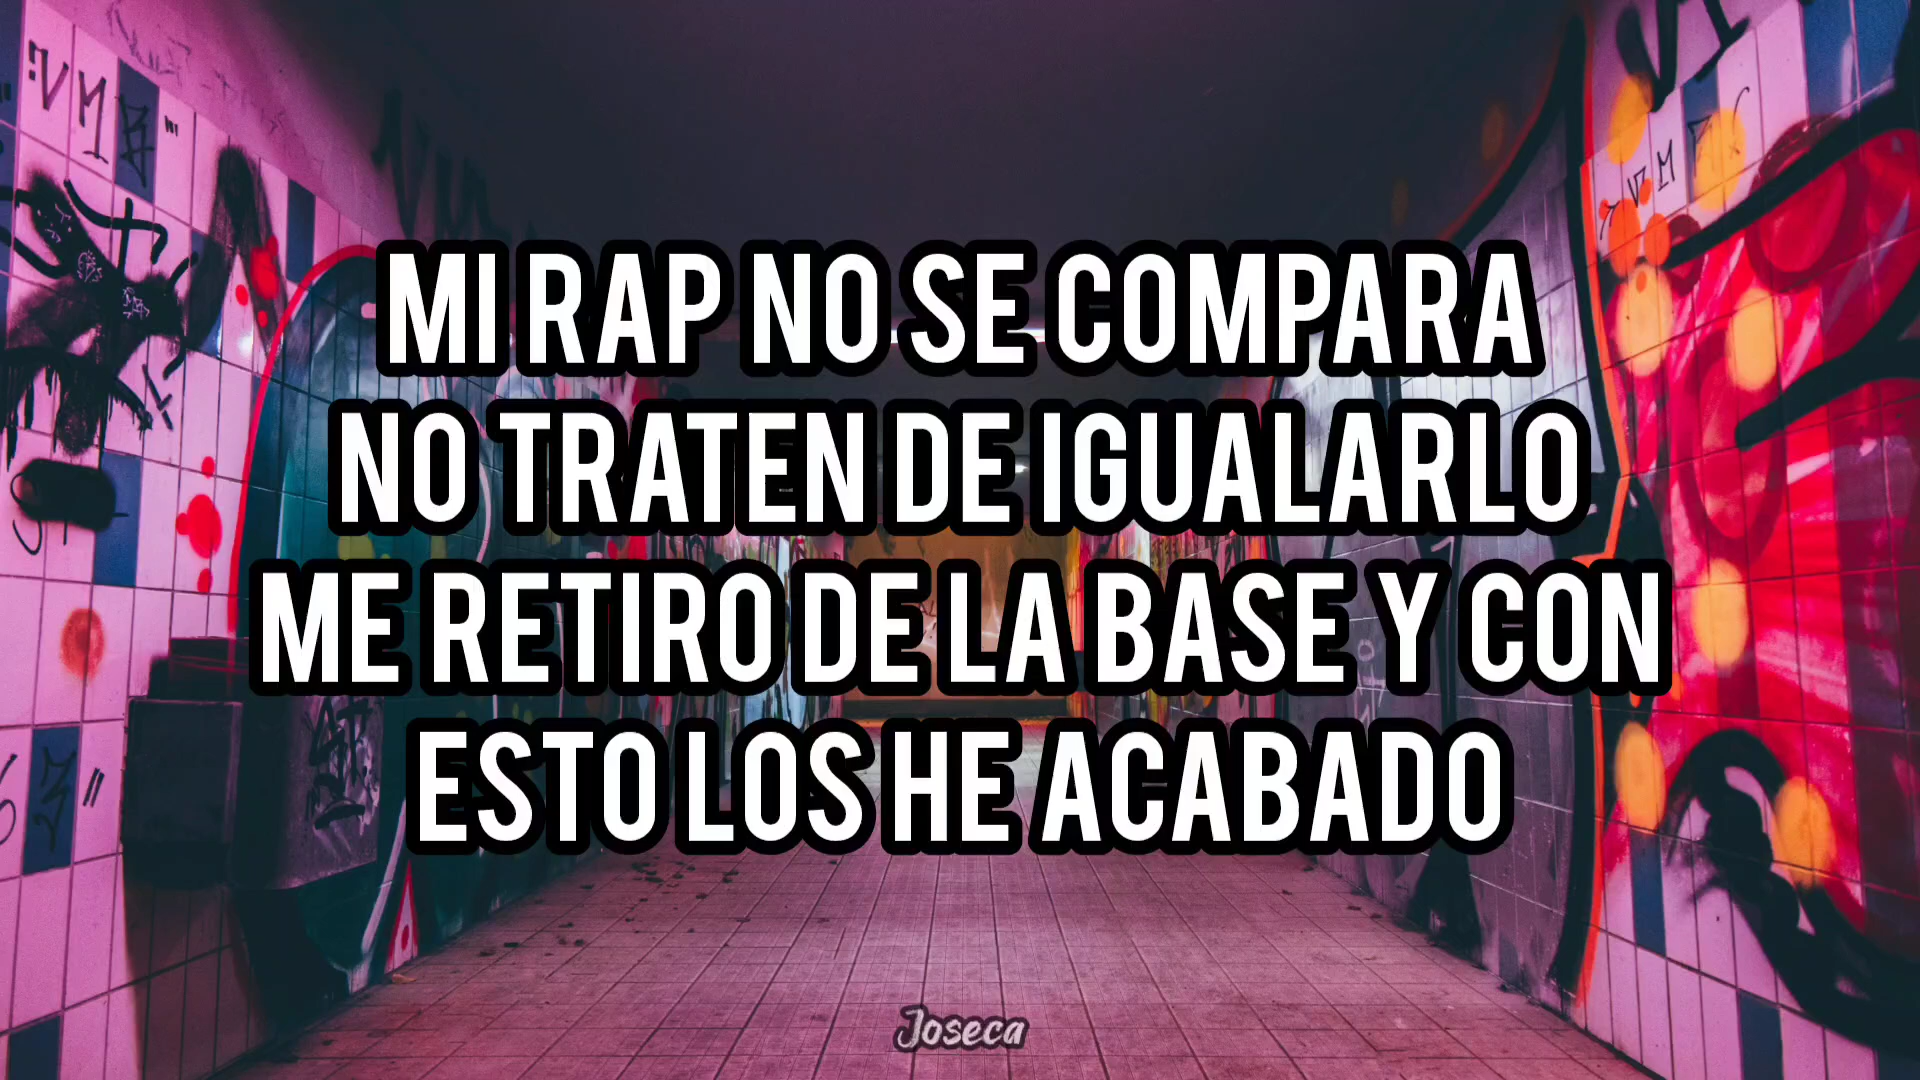 MI RAP NO SE COMPARA
NO TRATEN DE IGUALARLO
ME RETIRO DE LA BASE Y CON
ESTO LOS HE ACABADO
Joseca